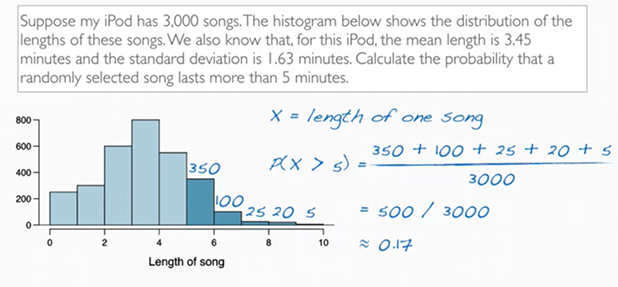 Suppose my iPod has 3,000 songs. The histogram below shows the distribution of the
lengths of these songs. We also know that, for this iPod, the mean length is 3.45
minutes and the standard deviation is 1.63 minutes. Calculate the probability that a
randomly selected song lasts more than 5 minutes.
X = length of one song
P(X > 5) = 350 + 100 + 25 + 20 + 5
3000
= 500 / 3000
≈ 0.17
800
600
400
200
0
350
100
25 20 5
0 2 4 6 8 10
Length of song